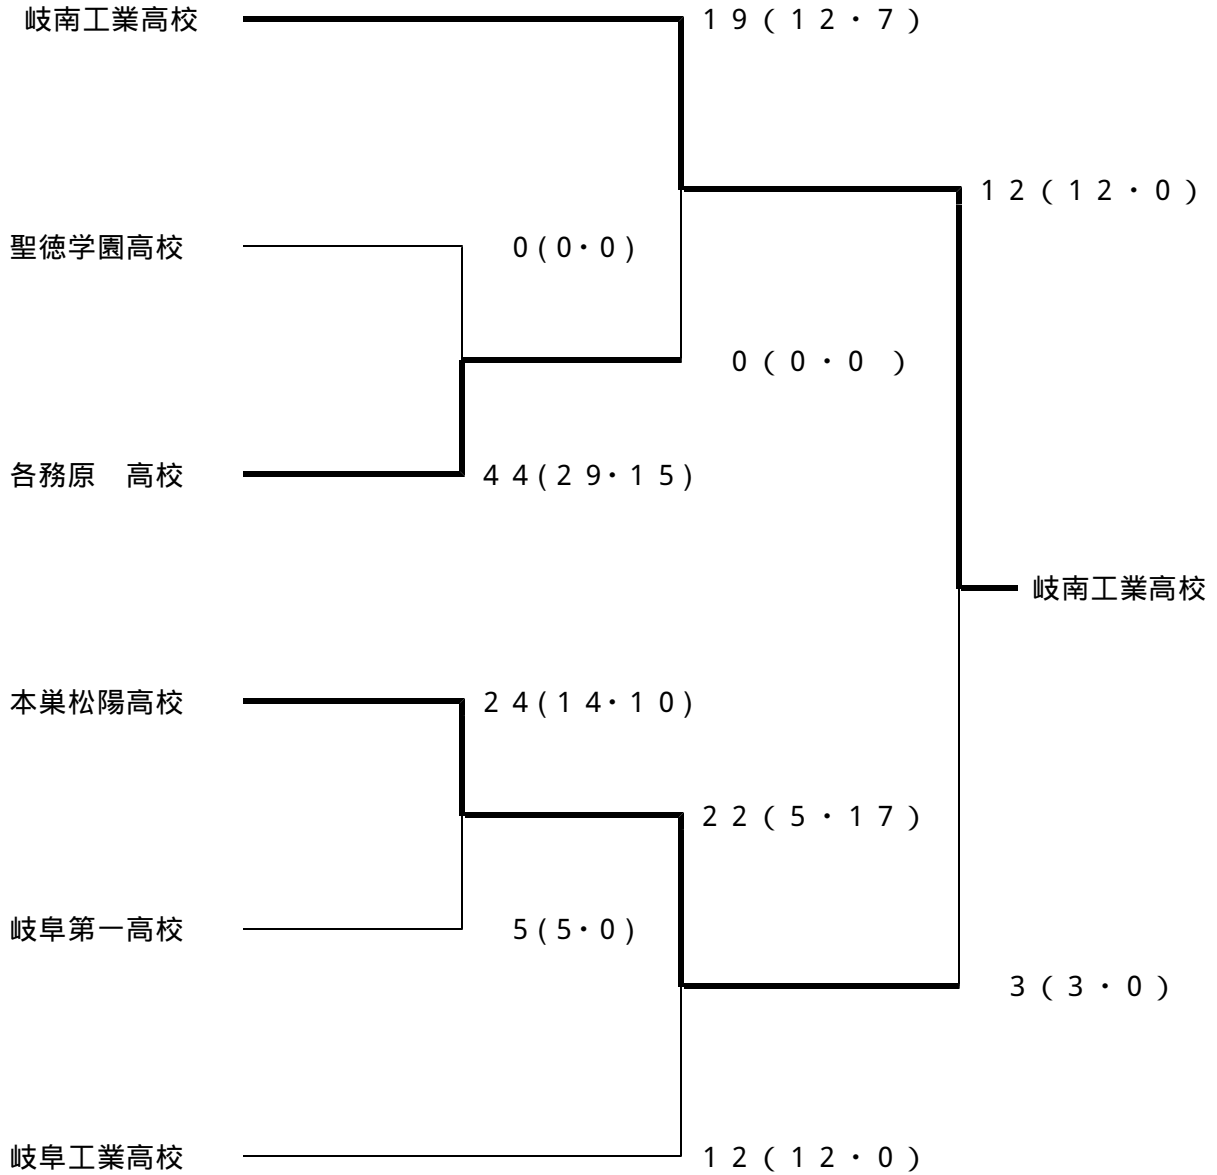 岐南工業高校 １９（１２・７）
１２（１２・０）
聖徳学園高校 ０(０・０)
０（０・０ ）
各務原　高校 ４４(２９・１５)
岐南工業高校
本巣松陽高校 ２４(１４・１０)
２２（５・１７）
岐阜第一高校 ５(５・０)
３（３・０）
岐阜工業高校 １２（１２・０）